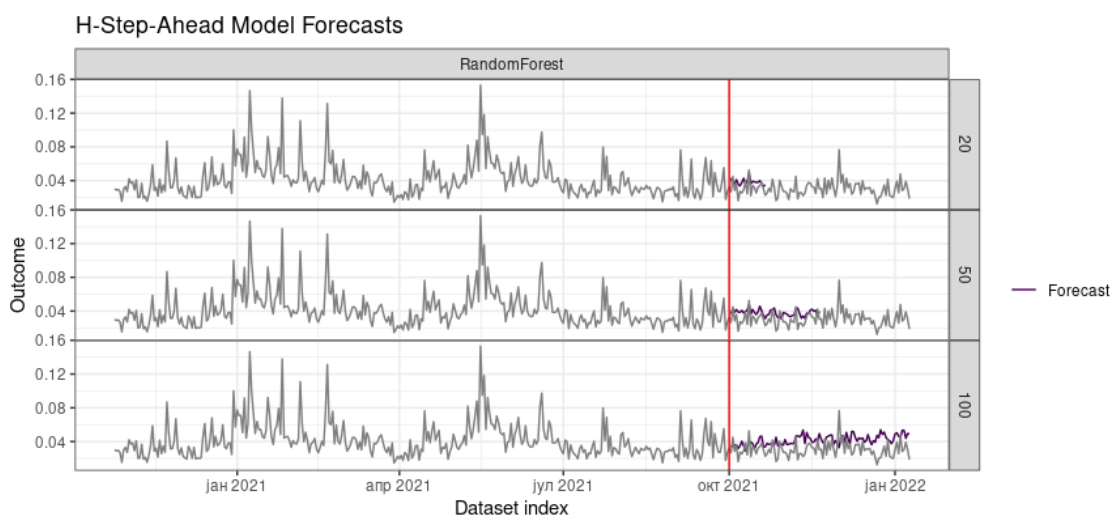 H-Step-Ahead Model Forecasts
RandomForest
0.16
0.12
0.08
0.04
20
0.16
0.12
0.08
0.04
50
0.16
0.12
0.08
0.04
100
Outcome
Forecast
јан 2021
апр 2021
јул 2021
окт 2021
јан 2022
Dataset index